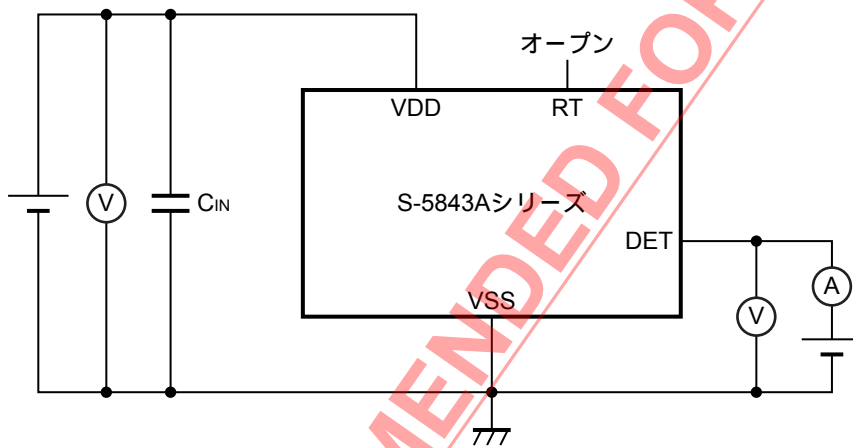 オープン
VDD
RT
V
CIN
S-5843Aシリーズ
DET
A
V
VSS
MENDED FOR